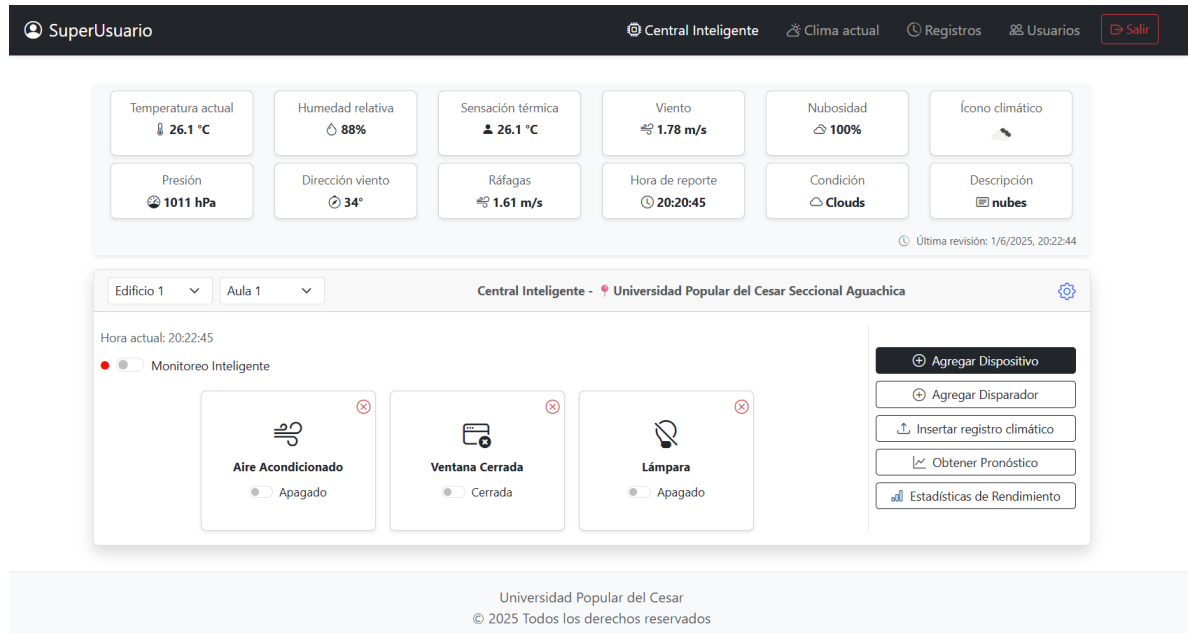 SuperUsuario Central Inteligente Clima actual Registros Usuarios Salir
Temperatura actual Humedad relativa Sensación térmica Viento Nubosidad Ícono climático
26.1 °C 88% 26.1 °C 1.78 m/s 100%
Presión Dirección viento Ráfagas Hora de reporte Condición Descripción
1011 hPa 34° 1.61 m/s 20:20:45 Clouds nubes
Última revisión: 1/6/2025, 20:22:44
Edificio 1 Aula 1 Central Inteligente - Universidad Popular del Cesar Seccional Aguachica
Hora actual: 20:22:45
Monitoreo Inteligente
Aire Acondicionado Ventana Cerrada Lámpara
Apagado Cerrada Apagado
Agregar Dispositivo
Agregar Disparador
Insertar registro climático
Obtener Pronóstico
Estadísticas de Rendimiento
Universidad Popular del Cesar
© 2025 Todos los derechos reservados